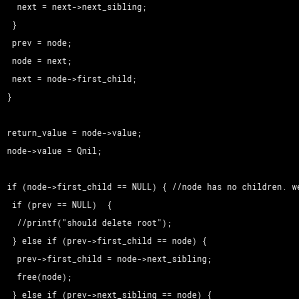 next = next->next_sibling;
}
prev = node;
node = next;
next = node->first_child;
}
return_value = node->value;
node->value = Qnil;
if (node->first_child == NULL) { //node has no children. we
if (prev == NULL)  {
//printf("should delete root");
} else if (prev->first_child == node) {
prev->first_child = node->next_sibling;
free(node);
} else if (prev->next_sibling == node) {